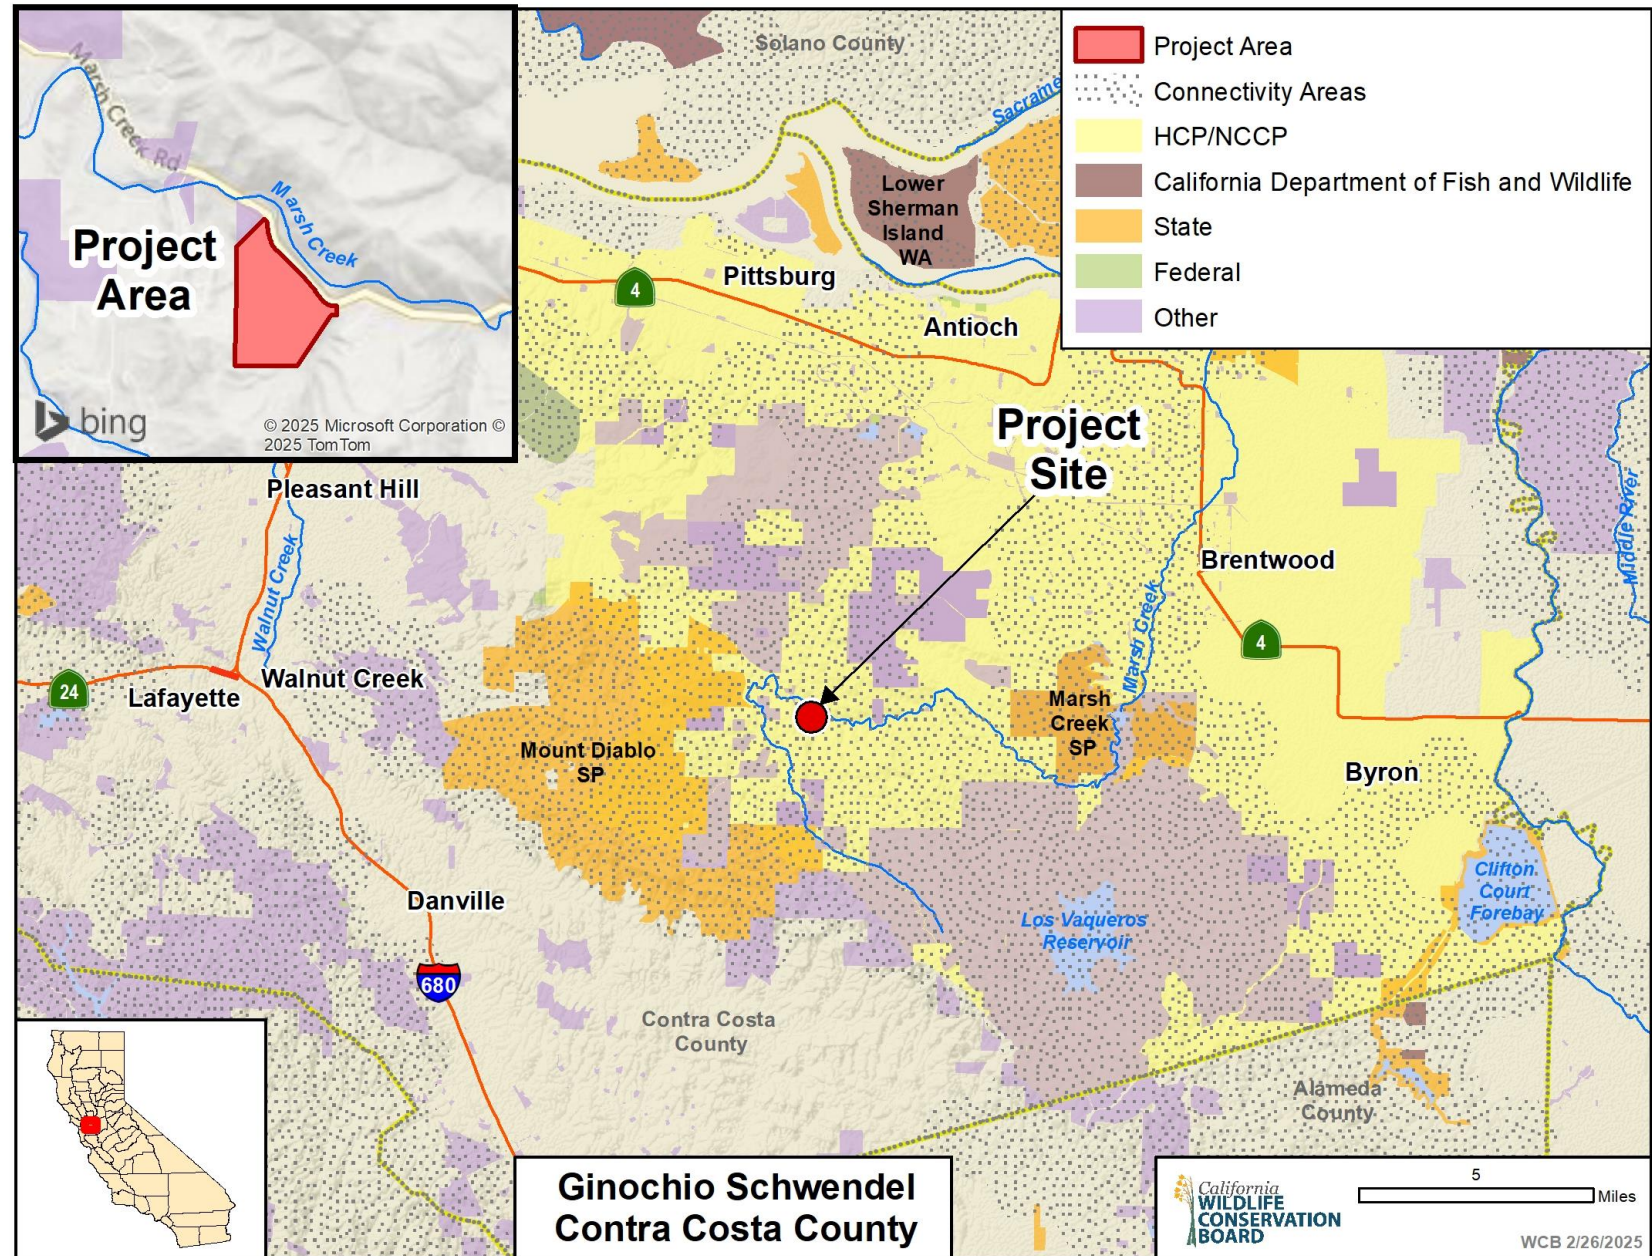 Marsh Creek Rd
Marsh Creek
Project
Area
bing
© 2025 Microsoft Corporation ©
2025 TomTom
Solano County
Sacrame
Project Area
Connectivity Areas
HCP/NCCP
California Department of Fish and Wildlife
State
Federal
Other
Lower
Sherman
Island
WA
4
Pittsburg
Antioch
Project
Site
Pleasant Hill
Walnut Creek
Middle River
Brentwood
4
Marsh Creek
24
Lafayette
Walnut Creek
Mount Diablo
SP
Marsh
Creek
SP
Byron
Clifton
Court
Forebay
Danville
Los Vaqueros
Reservoir
680
Contra Costa
County
Alameda
County
Ginochio Schwendel
Contra Costa County
California
WILDLIFE
CONSERVATION
BOARD
5
Miles
WCB 2/26/2025